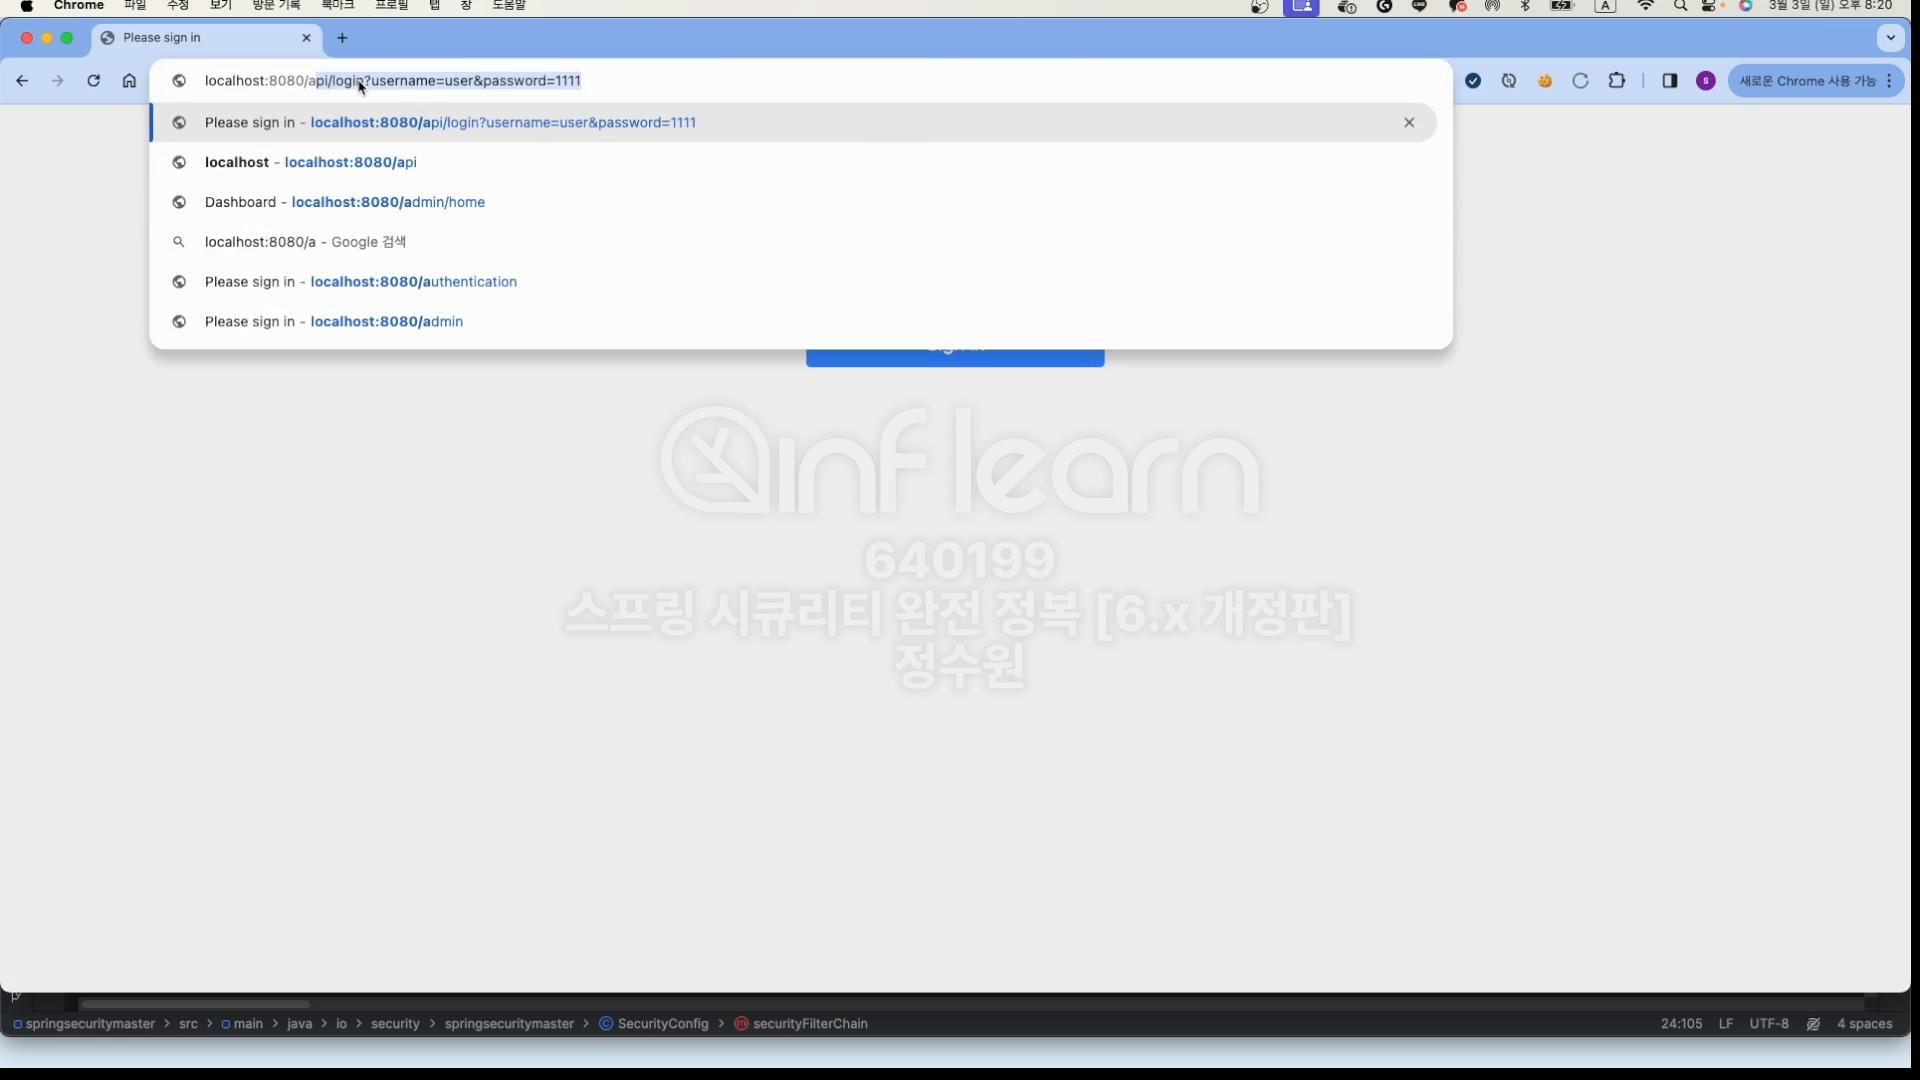 Chrome 파일 수정 보기 방문 기록 북마크 프로필 탭 창 도움말 3월 3일 (일) 오후 8:20
Please sign in
localhost:8080/api/login?username=user&password=1111
새로운 Chrome 사용 가능
Please sign in - localhost:8080/api/login?username=user&password=1111
localhost - localhost:8080/api
Dashboard - localhost:8080/admin/home
localhost:8080/a - Google 검색
Please sign in - localhost:8080/authentication
Please sign in - localhost:8080/admin
inflearn
640199
스프링 시큐리티 완전 정복 [6.x 개정판]
정수원
springsecuritymaster > src > main > java > io > security > springsecuritymaster > SecurityConfig > securityFilterChain 24:105 LF UTF-8 4 spaces